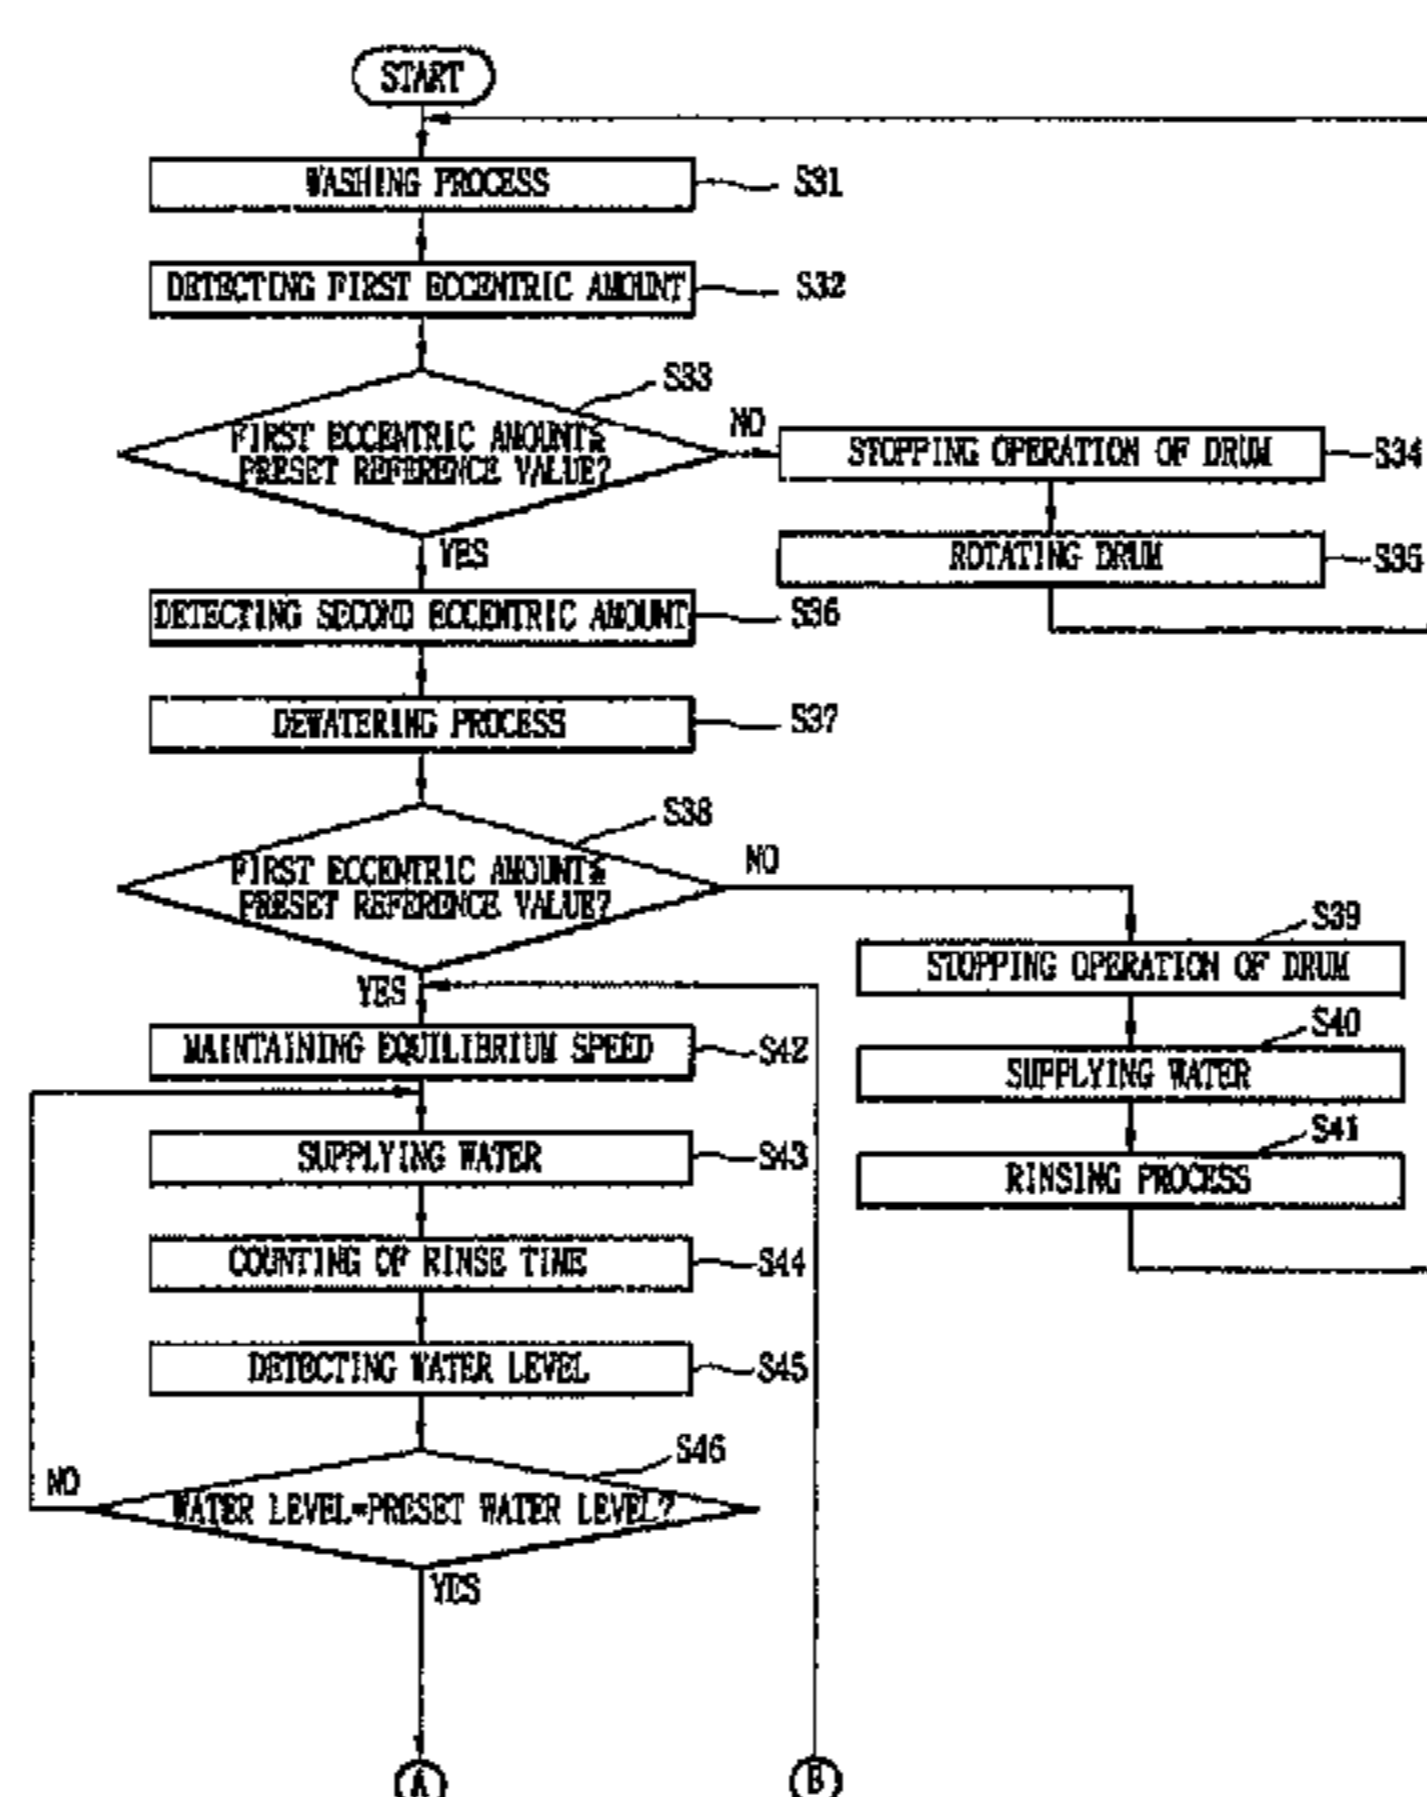 START
WASHING PROCESS
S31
DETECTING FIRST ECCENTRIC AMOUNT
S32
S33
FIRST ECCENTRIC AMOUNT≤
PRESET REFERENCE VALUE?
NO
YES
STOPPING OPERATION OF DRUM
S34
ROTATING DRUM
S35
DETECTING SECOND ECCENTRIC AMOUNT
S36
DEWATERING PROCESS
S37
S38
FIRST ECCENTRIC AMOUNT≤
PRESET REFERENCE VALUE?
NO
YES
S39
STOPPING OPERATION OF DRUM
S40
SUPPLYING WATER
S41
RINSING PROCESS
MAINTAINING EQUILIBRIUM SPEED
S42
SUPPLYING WATER
S43
COUNTING OF RINSE TIME
S44
DETECTING WATER LEVEL
S45
S46
WATER LEVEL=PRESET WATER LEVEL?
NO
YES
A
B